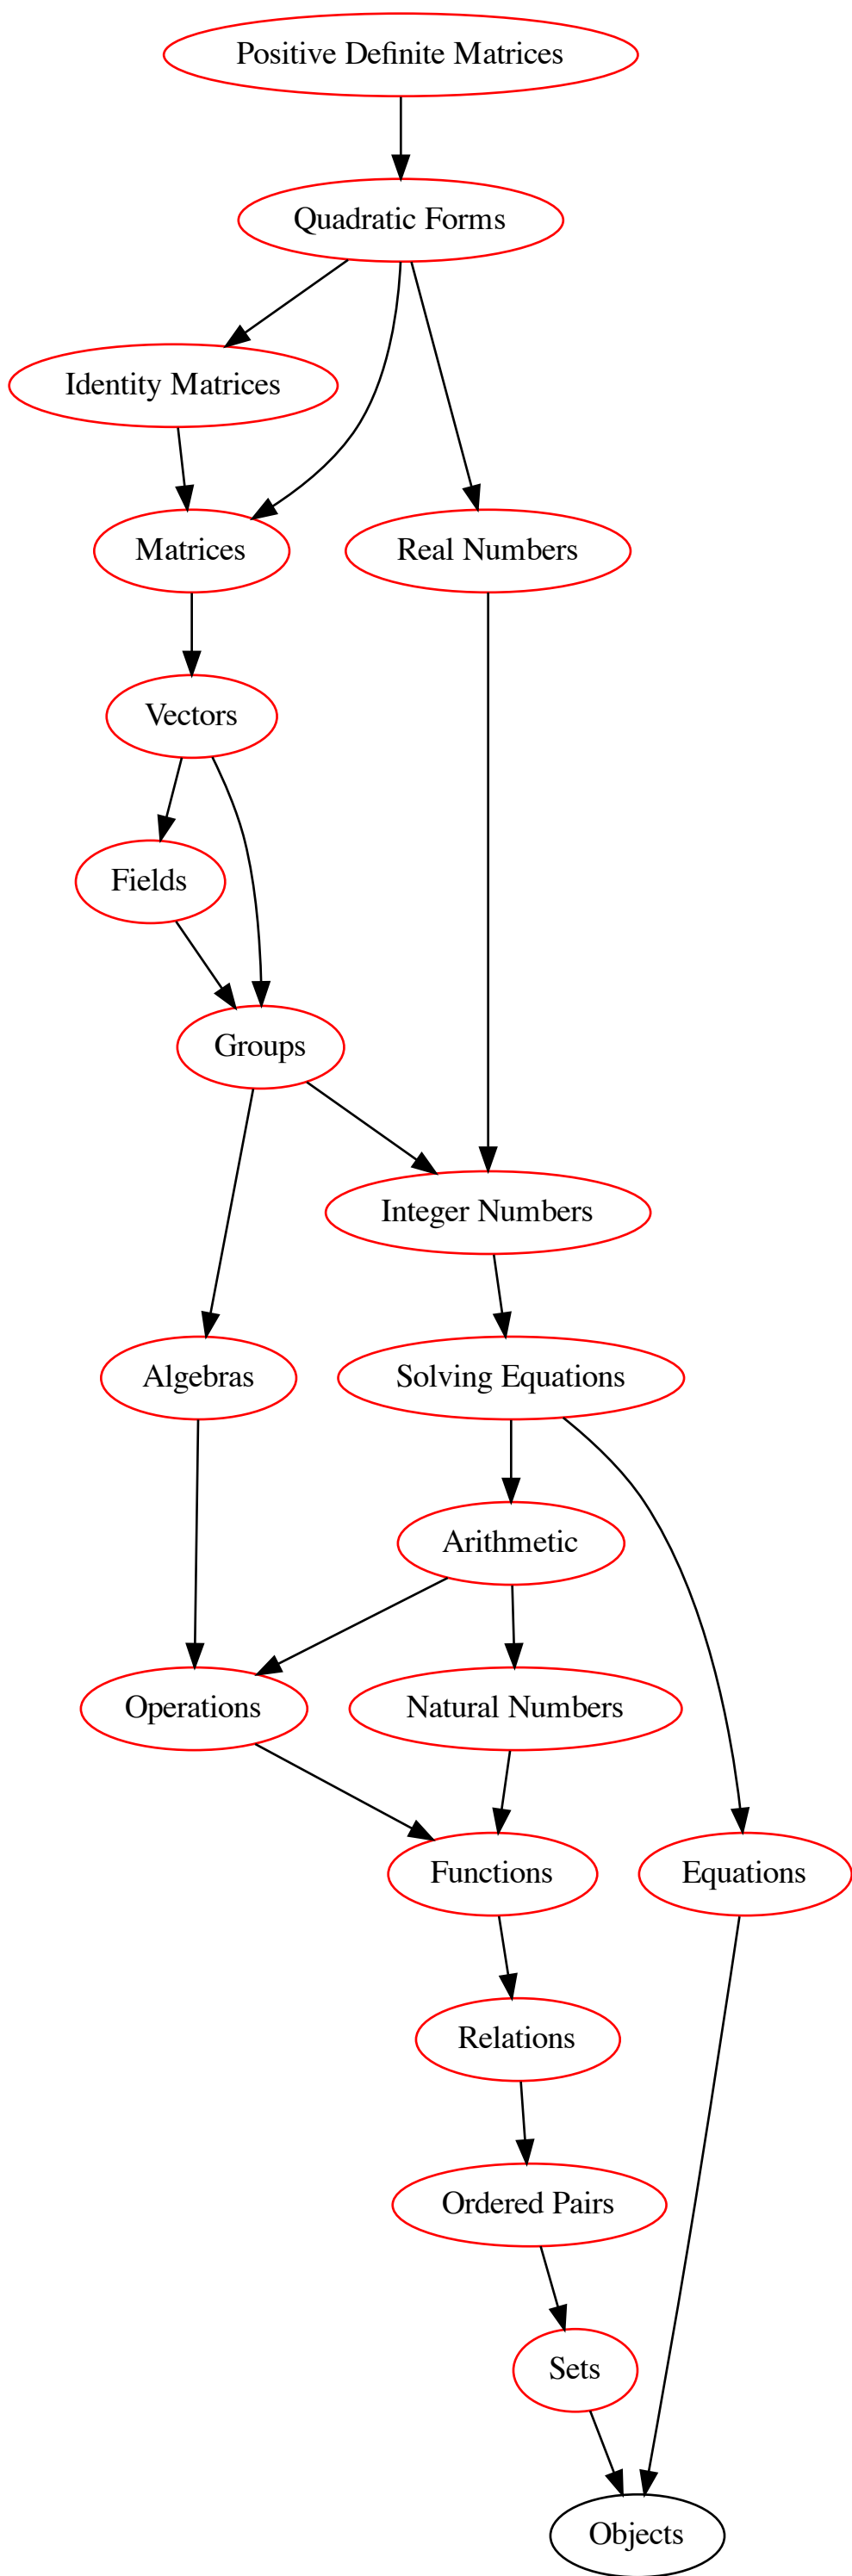 Positive Definite Matrices
Quadratic Forms
Identity Matrices
Matrices
Real Numbers
Vectors
Fields
Groups
Integer Numbers
Algebras
Solving Equations
Arithmetic
Operations
Natural Numbers
Functions
Equations
Relations
Ordered Pairs
Sets
Objects